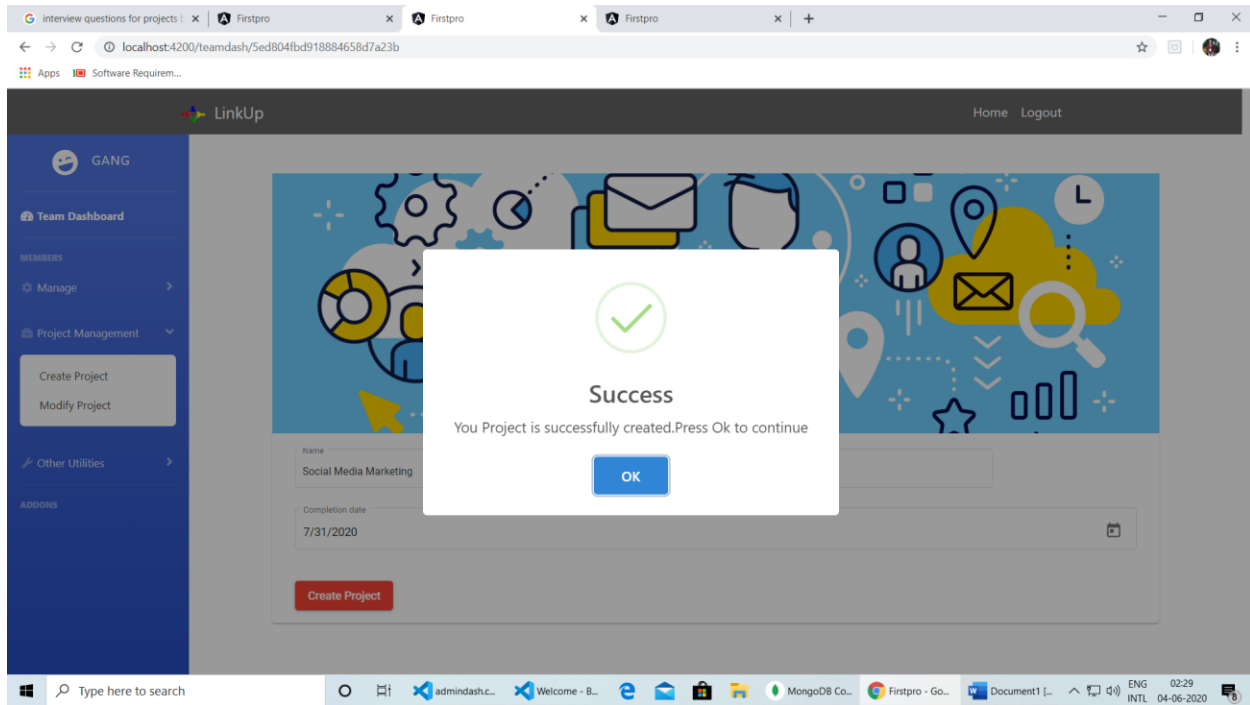 interview questions for projects
Firstpro
Firstpro
Firstpro
localhost:4200/teamdash/5ed804fbd918884658d7a23b
Apps
Software Requirem...
LinkUp
Home Logout
GANG
Team Dashboard
MEMBERS
Manage
Project Management
Create Project
Modify Project
Other Utilities
ADDONS
L
Success
You Project is successfully created.Press Ok to continue
OK
Name
Social Media Marketing
Completion date
7/31/2020
Create Project
Type here to search
admindash.c...
Welcome - B...
MongoDB Co...
Firstpro - Go...
Document1 [...
ENG
INTL
02:29
04-06-2020
8